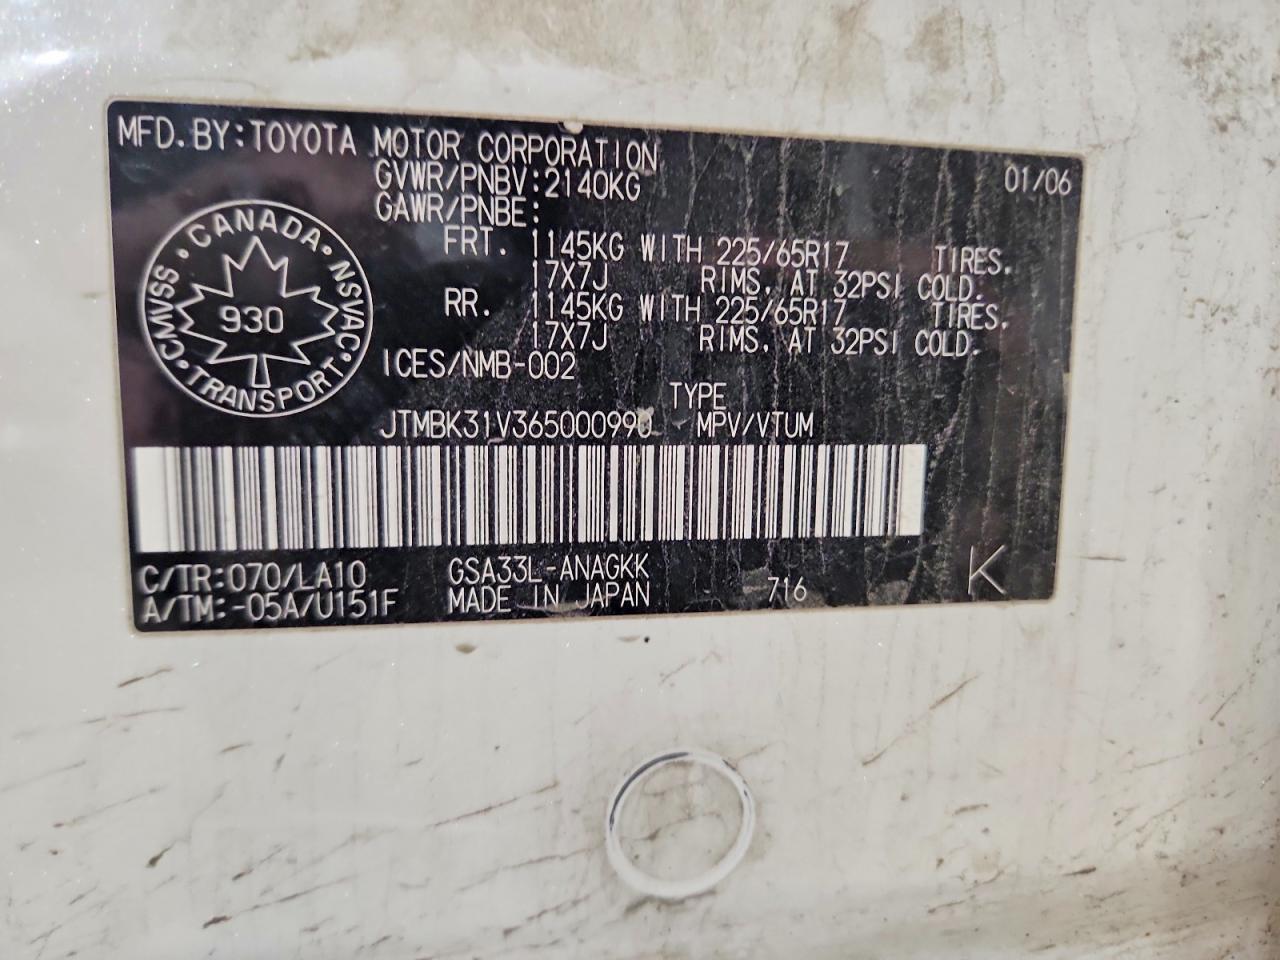 MFD. BY: TOYOTA MOTOR CORPORATION
01/06
GVWR/PNBV: 2140KG
GAWR/PNBE:
FRT. 1145KG WITH 225/65R17 TIRES.
17X7J RIMS, AT 32PSI COLD.
RR. 1145KG WITH 225/65R17 TIRES.
17X7J RIMS, AT 32PSI COLD.
CANADA · NSVAC · TRANSPORT · CMVSS ·
930
ICES/NMB-002
TYPE
JTMBK31V365000990 MPV/VTUM
C/TR: 070/LA10 GSA33L-ANAGKK
A/TM: -05A/U151F MADE IN JAPAN 716 K